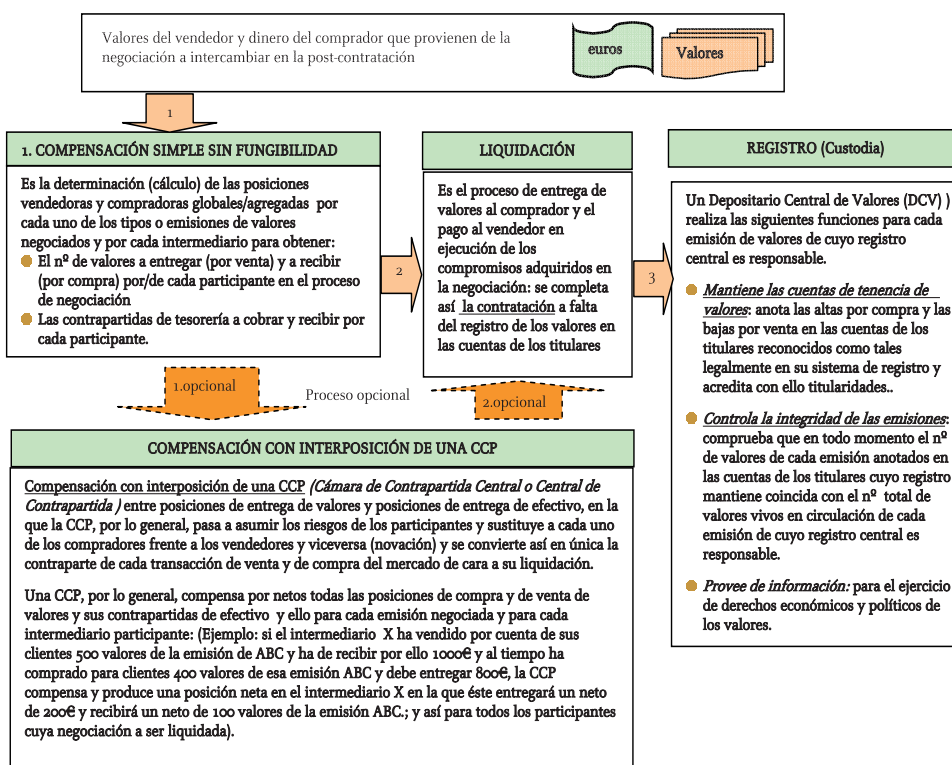 Valores del vendedor y dinero del comprador que provienen de la
negociación a intercambiar en la post-contratación
euros
Valores
1
1. COMPENSACIÓN SIMPLE SIN FUNGIBILIDAD
Es la determinación (cálculo) de las posiciones
vendedoras y compradoras globales/agregadas por
cada uno de los tipos o emisiones de valores
negociados y por cada intermediario para obtener:
El nº de valores a entregar (por venta) y a recibir
(por compra) por/de cada participante en el proceso
de negociación
Las contrapartidas de tesorería a cobrar y recibir por
cada participante.
2
LIQUIDACIÓN
Es el proceso de entrega de
valores al comprador y el
pago al vendedor en
ejecución de los
compromisos adquiridos en
la negociación: se completa
así la contratación a falta
del registro de los valores en
las cuentas de los titulares
3
REGISTRO (Custodia)
Un Depositario Central de Valores (DCV) )
realiza las siguientes funciones para cada
emisión de valores de cuyo registro
central es responsable.
Mantiene las cuentas de tenencia de
valores: anota las altas por compra y las
bajas por venta en las cuentas de los
titulares reconocidos como tales
legalmente en su sistema de registro y
acredita con ello titularidades..
Controla la integridad de las emisiones:
comprueba que en todo momento el nº
de valores de cada emisión anotados en
las cuentas de los titulares cuyo registro
mantiene coincida con el nº total de
valores vivos en circulación de cada
emisión de cuyo registro central es
responsable.
Provee de información: para el ejercicio
de derechos económicos y políticos de
los valores.
1.opcional
Proceso opcional
2.opcional
COMPENSACIÓN CON INTERPOSICIÓN DE UNA CCP
Compensación con interposición de una CCP (Cámara de Contrapartida Central o Central de
Contrapartida ) entre posiciones de entrega de valores y posiciones de entrega de efectivo, en la
que la CCP, por lo general, pasa a asumir los riesgos de los participantes y sustituye a cada uno
de los compradores frente a los vendedores y viceversa (novación) y se convierte así en única la
contraparte de cada transacción de venta y de compra del mercado de cara a su liquidación.
Una CCP, por lo general, compensa por netos todas las posiciones de compra y de venta de
valores y sus contrapartidas de efectivo y ello para cada emisión negociada y para cada
intermediario participante: (Ejemplo: si el intermediario X ha vendido por cuenta de sus
clientes 500 valores de la emisión de ABC y ha de recibir por ello 1000€ y al tiempo ha
comprado para clientes 400 valores de esa emisión ABC y debe entregar 800€, la CCP
compensa y produce una posición neta en el intermediario X en la que éste entregará un neto
de 200€ y recibirá un neto de 100 valores de la emisión ABC.; y así para todos los participantes
cuya negociación a ser liquidada).